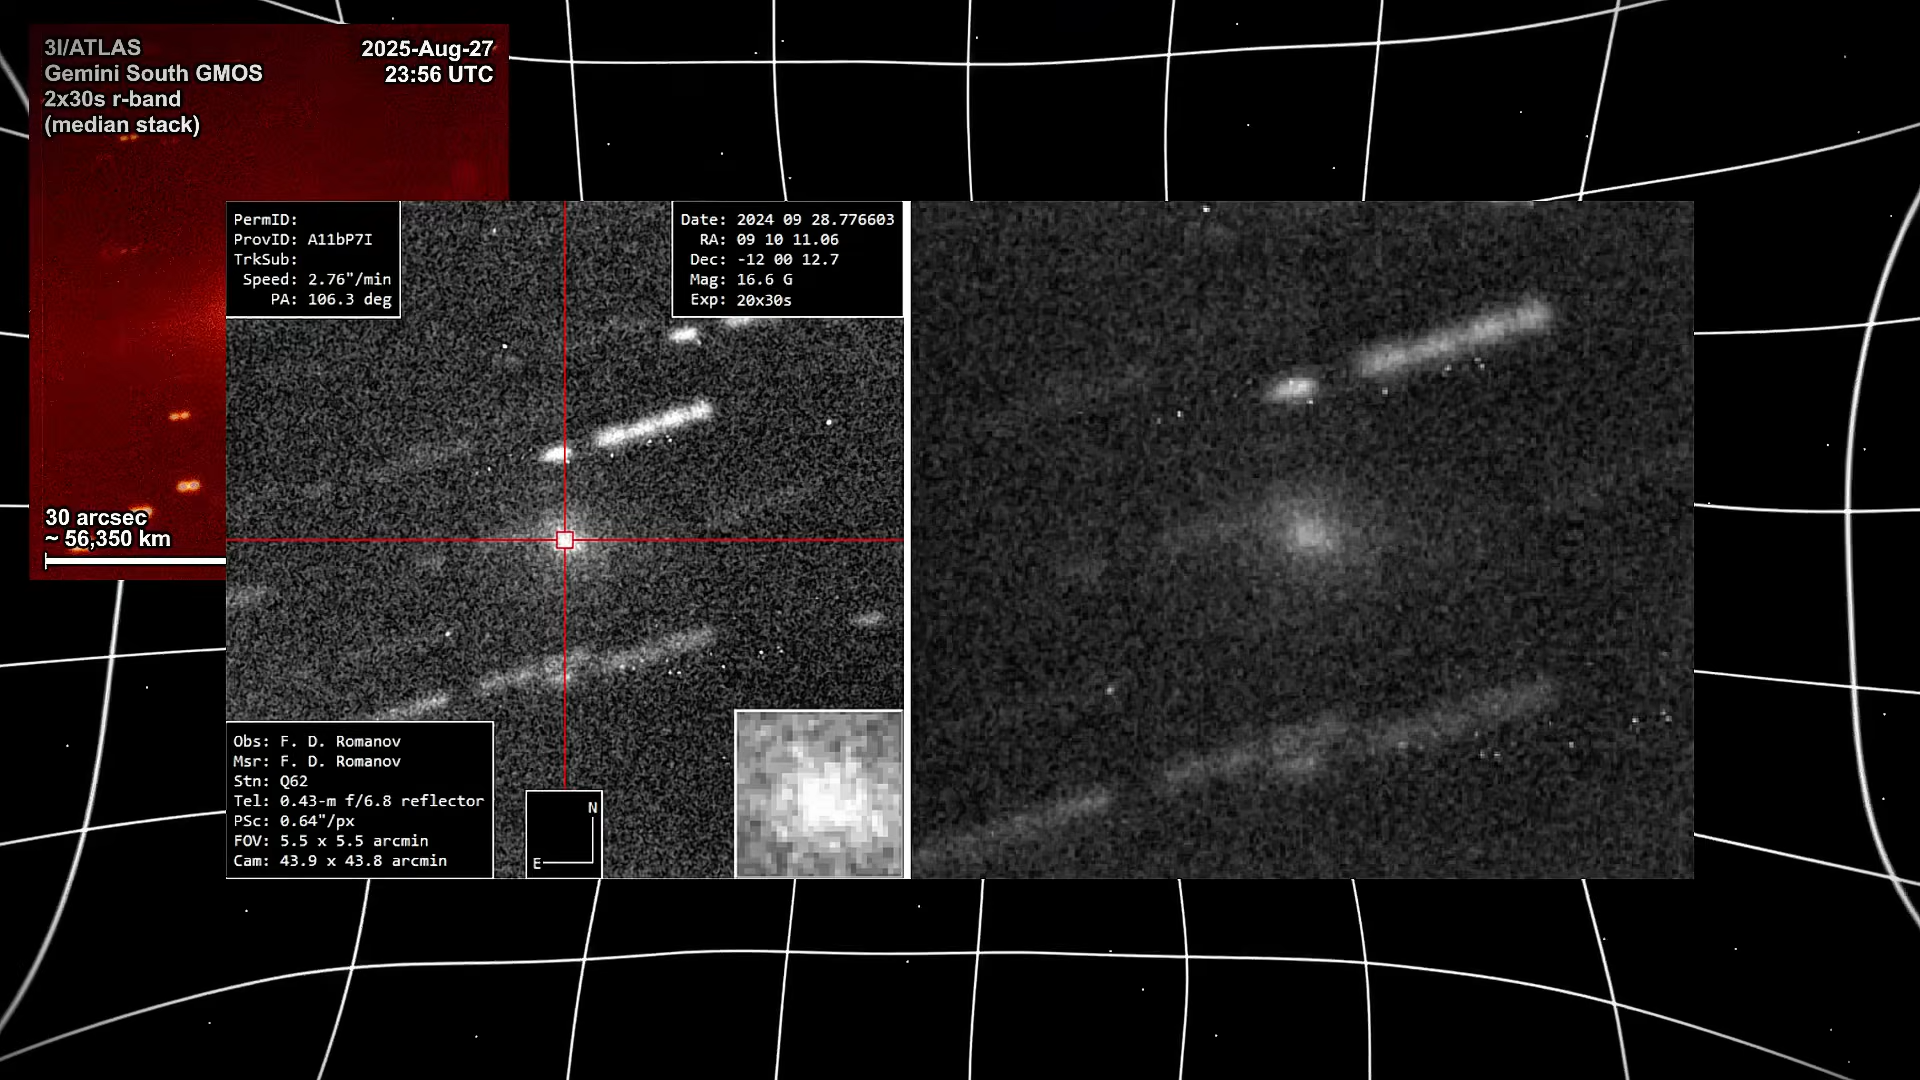 3I/ATLAS
Gemini South GMOS
2x30s r-band
(median stack)
2025-Aug-27
23:56 UTC
30 arcsec
~ 56,350 km
PermID:
ProvID: A11bP7I
TrkSub:
Speed: 2.76"/min
PA: 106.3 deg
Date: 2024 09 28.776603
RA: 09 10 11.06
Dec: -12 00 12.7
Mag: 16.6 G
Exp: 20x30s
Obs: F. D. Romanov
Msr: F. D. Romanov
Stn: Q62
Tel: 0.43-m f/6.8 reflector
PSc: 0.64"/px
FOV: 5.5 x 5.5 arcmin
Cam: 43.9 x 43.8 arcmin
N
E